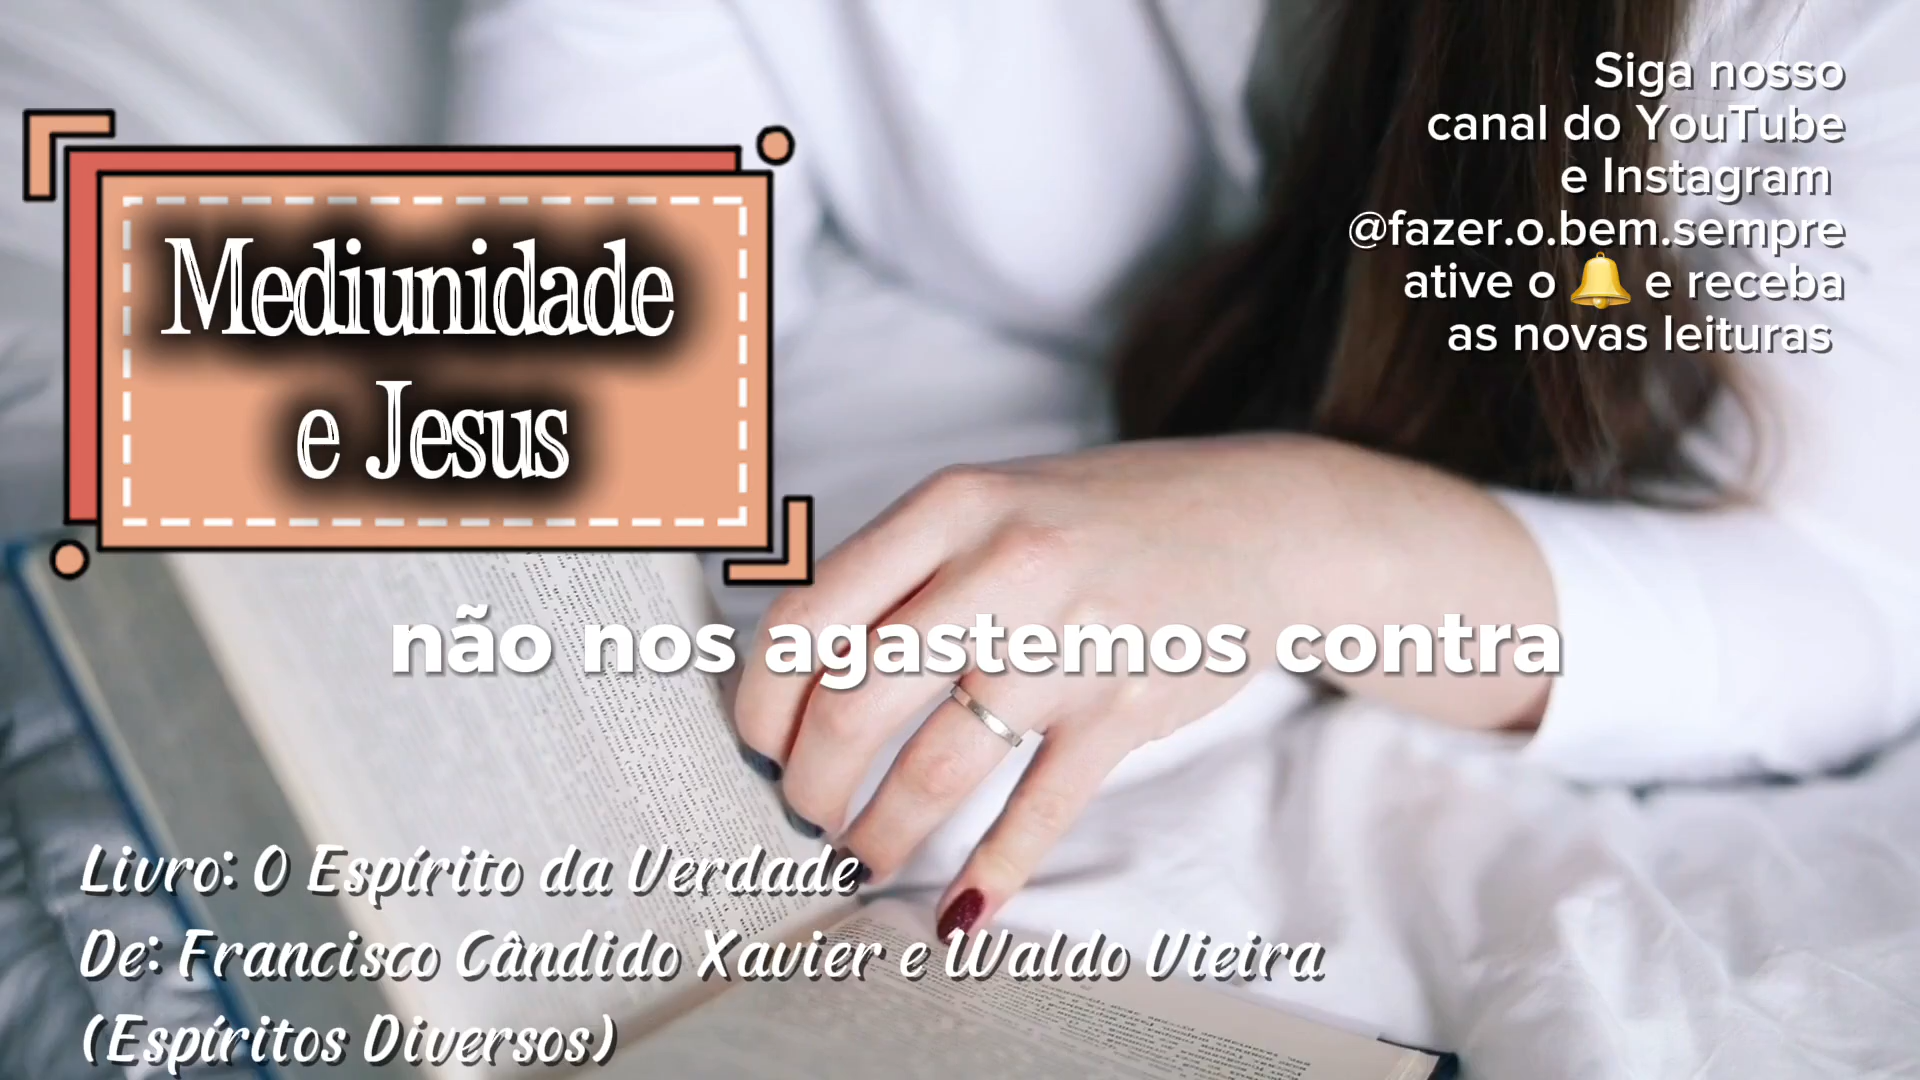 Siga nosso
canal do YouTube
e Instagram
@fazer.o.bem.sempre
ative o 🔔 e receba
as novas leituras
Mediunidade
e Jesus
não nos agastemos contra
Livro: O Espírito da Verdade
De: Francisco Cândido Xavier e Waldo Vieira
(Espíritos Diversos)